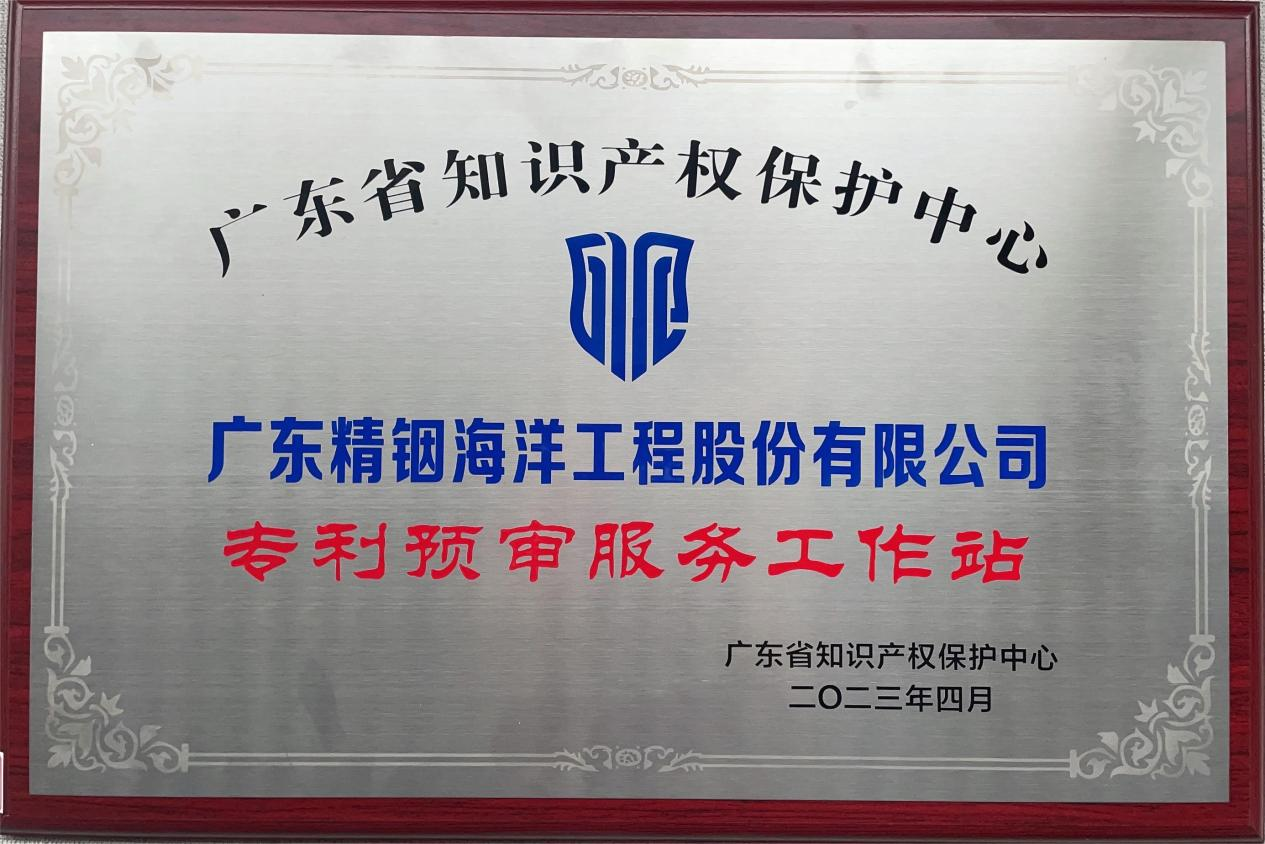 广东省知识产权保护中心
广东精铟海洋工程股份有限公司
专利预审服务工作站
广东省知识产权保护中心
二〇二三年四月